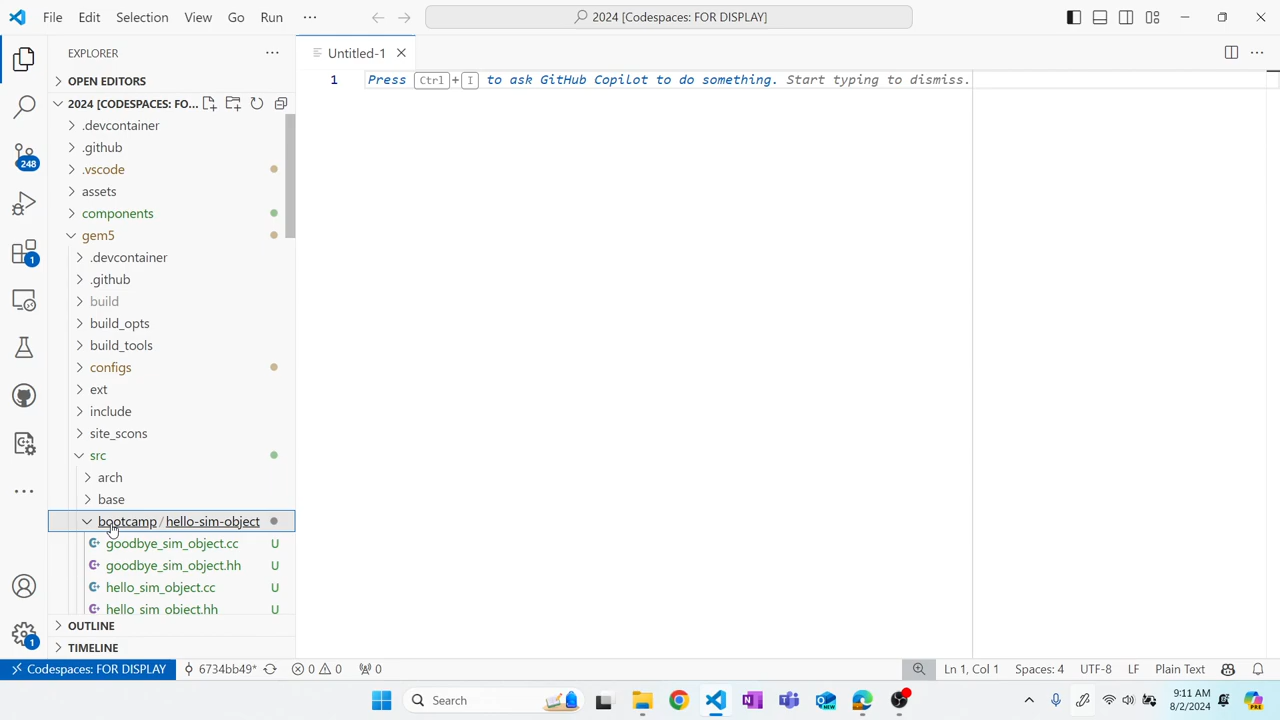 File Edit Selection View Go Run ···
2024 [Codespaces: FOR DISPLAY]
EXPLORER
OPEN EDITORS
2024 [CODESPACES: FO...
.devcontainer
.github
.vscode
assets
components
gem5
.devcontainer
.github
build
build_opts
build_tools
configs
ext
include
site_scons
src
arch
base
bootcamp / hello-sim-object
goodbye_sim_object.cc U
goodbye_sim_object.hh U
hello_sim_object.cc U
hello_sim_object.hh U
OUTLINE
TIMELINE
248
1
1
Untitled-1
1 Press Ctrl + I to ask GitHub Copilot to do something. Start typing to dismiss.
Codespaces: FOR DISPLAY 6734bb49* 0 0 0 Ln 1, Col 1 Spaces: 4 UTF-8 LF Plain Text
Search
9:11 AM
8/2/2024